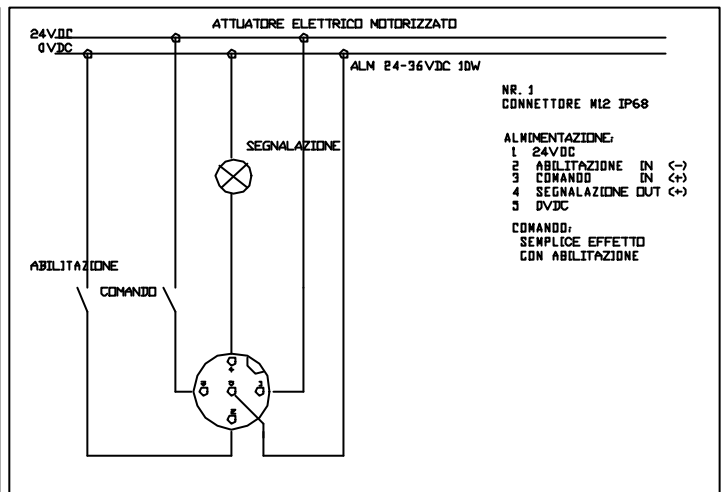 ATTUATORE ELETTRICO MOTORIZZATO
24VDC
0VDC
ALM 24-36VDC 10W
NR. 1
CONNETTORE M12 IP68
SEGNALAZIONE
ALMIMENTAZIONE:
1 24VDC
2 ABILITAZIONE IN (-)
3 COMANDO IN (+)
4 SEGNALAZIONE OUT (+)
5 0VDC
COMANDO:
SEMPLICE EFFETTO
CON ABILITAZIONE
ABILITAZIONE
COMANDO